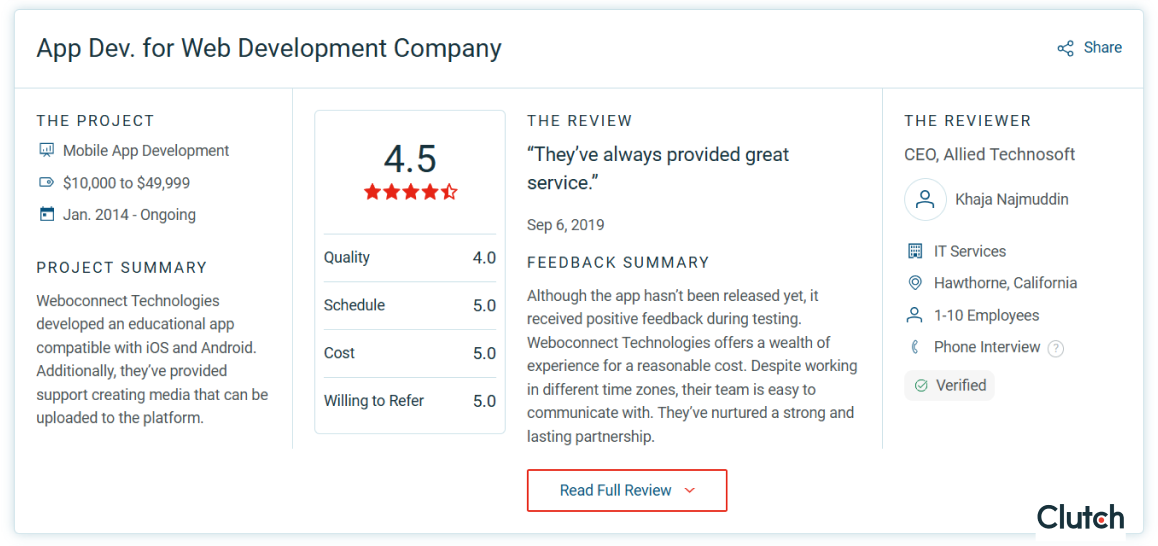 App Dev. for Web Development Company
Share
THE PROJECT
Mobile App Development
$10,000 to $49,999
Jan. 2014 - Ongoing
PROJECT SUMMARY
Weboconnect Technologies
developed an educational app
compatible with iOS and Android.
Additionally, they’ve provided
support creating media that can be
uploaded to the platform.
4.5
Quality 4.0
Schedule 5.0
Cost 5.0
Willing to Refer 5.0
THE REVIEW
“They’ve always provided great
service.”
Sep 6, 2019
FEEDBACK SUMMARY
Although the app hasn’t been released yet, it
received positive feedback during testing.
Weboconnect Technologies offers a wealth of
experience for a reasonable cost. Despite working
in different time zones, their team is easy to
communicate with. They’ve nurtured a strong and
lasting partnership.
Read Full Review
THE REVIEWER
CEO, Allied Technosoft
Khaja Najmuddin
IT Services
Hawthorne, California
1-10 Employees
Phone Interview ?
Verified
Clutch